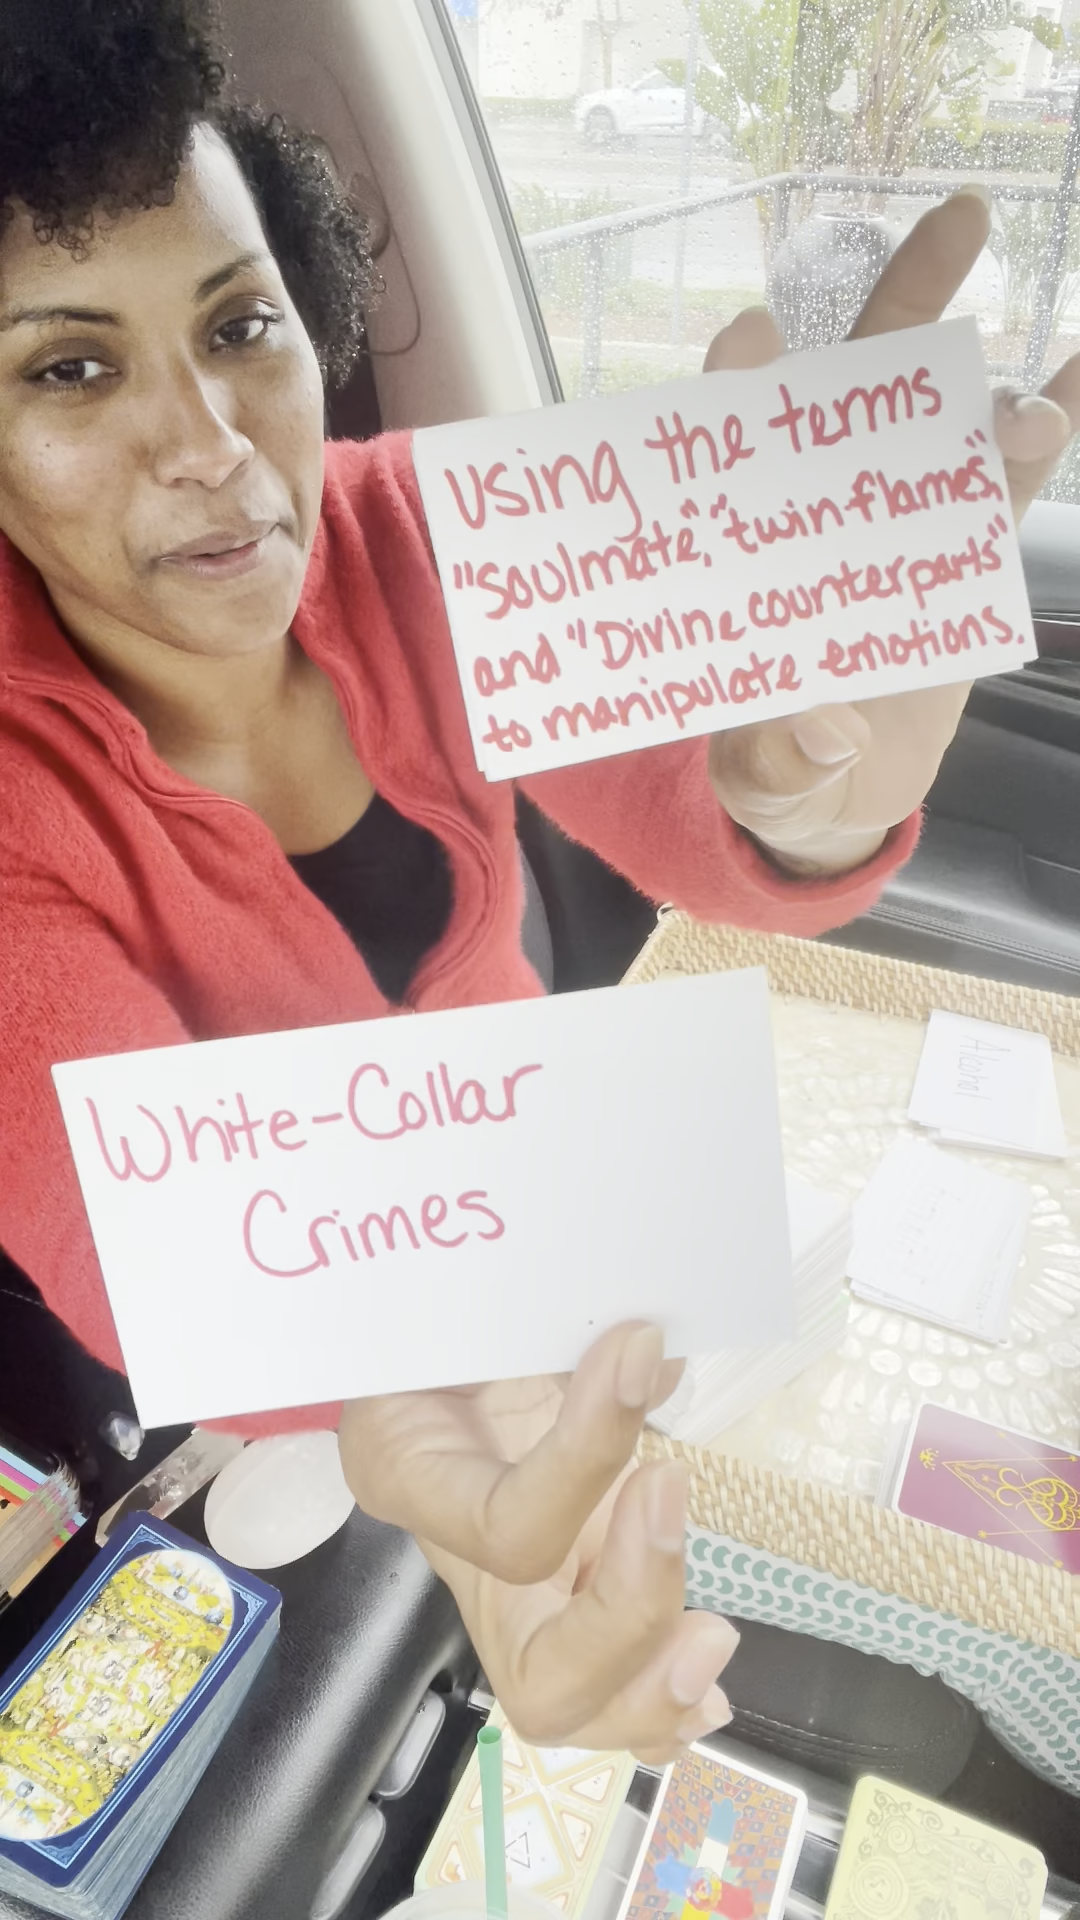 Using the terms
"Soulmate", "twin-flames,"
and "Divine counterparts"
to manipulate emotions.
White-Collar
Crimes
Alcohol